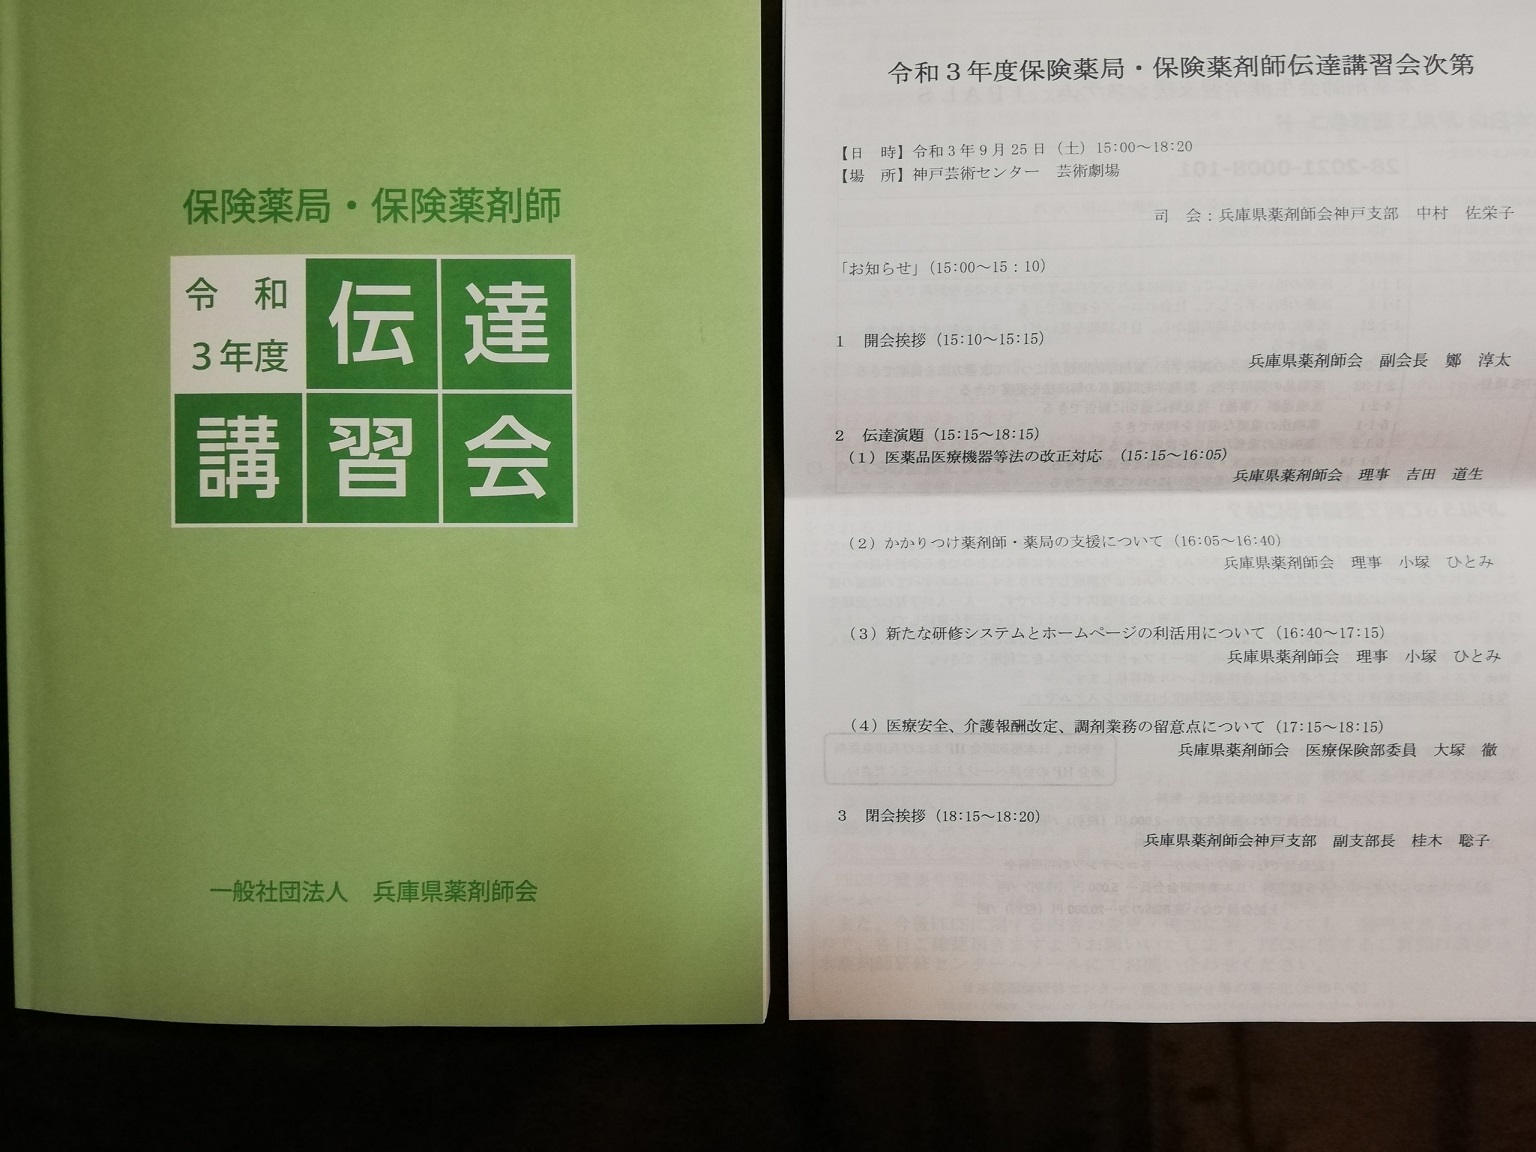 保険薬局・保険薬剤師
令和
3年度
伝達
講習会
一般社団法人 兵庫県薬剤師会
令和3年度保険薬局・保険薬剤師伝達講習会次第
【日 時】令和3年9月25日（土）15:00～18:20
【場 所】神戸芸術センター 芸術劇場
司 会：兵庫県薬剤師会神戸支部 中村 佐栄子
「お知らせ」（15:00～15：10）
1 開会挨拶（15:10～15:15）
兵庫県薬剤師会 副会長 鄭 淳太
2 伝達演題（15:15～18:15）
（1）医薬品医療機器等法の改正対応 （15:15～16:05）
兵庫県薬剤師会 理事 吉田 道生
（2）かかりつけ薬剤師・薬局の支援について（16:05～16:40）
兵庫県薬剤師会 理事 小塚 ひとみ
（3）新たな研修システムとホームページの利活用について（16:40～17:15）
兵庫県薬剤師会 理事 小塚 ひとみ
（4）医療安全、介護報酬改定、調剤業務の留意点について（17:15～18:15）
兵庫県薬剤師会 医療保険部委員 大塚 徹
3 閉会挨拶（18:15～18:20）
兵庫県薬剤師会神戸支部 副支部長 桂木 聡子
28-2021-0008-101